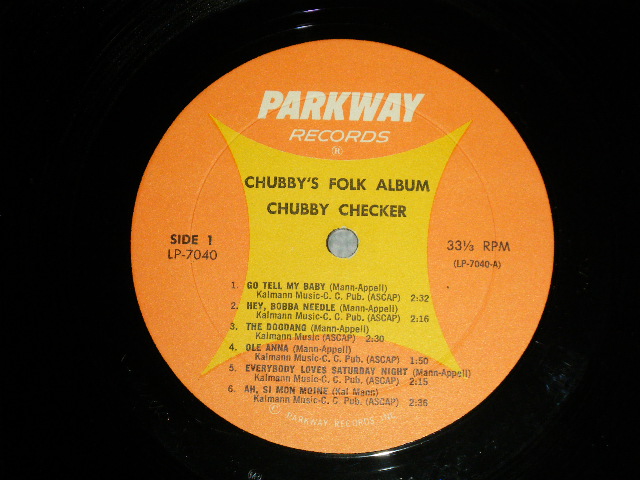 PARKWAY
RECORDS
®
CHUBBY'S FOLK ALBUM
CHUBBY CHECKER
SIDE 1
LP-7040
33⅓ RPM
(LP-7040-A)
1. GO TELL MY BABY (Mann-Appell)
Kalmann Music-C. C. Pub. (ASCAP) 2:32
2. HEY, BOBBA NEEDLE (Mann-Appell)
Kalmann Music-C. C. Pub. (ASCAP) 2:16
3. THE DOODANG (Mann-Appell)
Kalmann Music (ASCAP) 2:30
4. OLE ANNA (Mann-Appell)
Kalmann Music-C. C. Pub. (ASCAP) 1:50
5. EVERYBODY LOVES SATURDAY NIGHT (Mann-Appell)
Kalmann Music-C. C. Pub. (ASCAP) 2:15
6. AH, SI MON MOINE (Kal Mann)
Kalmann Music-C. C. Pub. (ASCAP) 2:36
© PARKWAY RECORDS, INC.